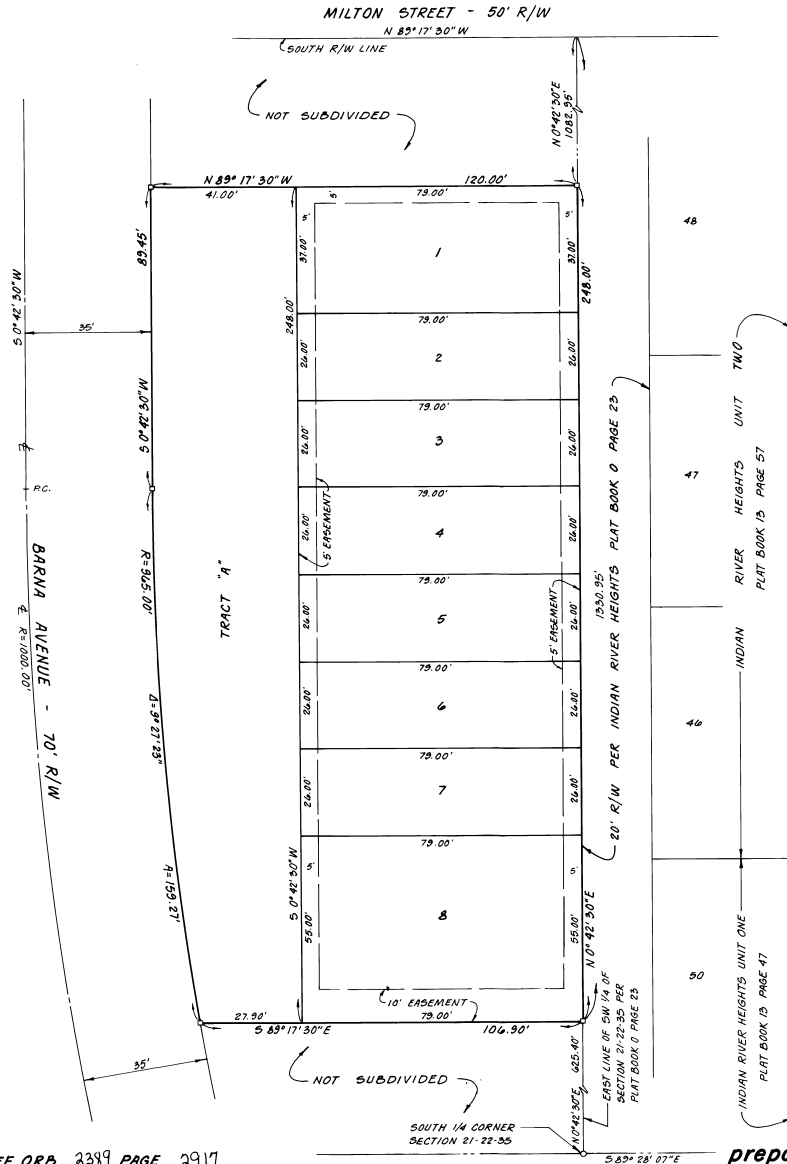 MILTON STREET - 50' R/W
N 89° 17' 30" W
SOUTH R/W LINE
NOT SUBDIVIDED
N 0° 42' 30" E
1082.95'
N 89° 17' 30" W
120.00'
41.00'
79.00'
5'
5'
5'
89.45'
37.00'
1
37.00'
48
S 0° 42' 30" W
35'
248.00'
248.00'
79.00'
26.00'
2
26.00'
79.00'
S 0° 42' 30" W
26.00'
3
26.00'
79.00'
47
℄
P.C.
26.00'
5' EASEMENT
4
26.00'
79.00'
R=965.00'
TRACT "A"
26.00'
5
26.00'
5' EASEMENT
79.00'
1330.95'
20' R/W PER INDIAN RIVER HEIGHTS PLAT BOOK O PAGE 23
INDIAN RIVER HEIGHTS UNIT TWO
PLAT BOOK 13 PAGE 57
BARNA AVENUE - 70' R/W
℄ R=1000.00'
26.00'
6
26.00'
46
79.00'
Δ=9° 27' 23"
26.00'
7
26.00'
79.00'
A=159.27'
S 0° 42' 30" W
5'
5'
55.00'
8
55.00'
N 0° 42' 30" E
50
INDIAN RIVER HEIGHTS UNIT ONE
PLAT BOOK 13 PAGE 47
10' EASEMENT
27.90'
79.00'
S 89° 17' 30" E
106.90'
35'
EAST LINE OF SW 1/4 OF
SECTION 21-22-35 PER
PLAT BOOK O PAGE 23
625.40'
N 0° 42' 30" E
NOT SUBDIVIDED
SOUTH 1/4 CORNER
SECTION 21-22-35
S 89° 28' 07" E
ORB 2389 PAGE 2917